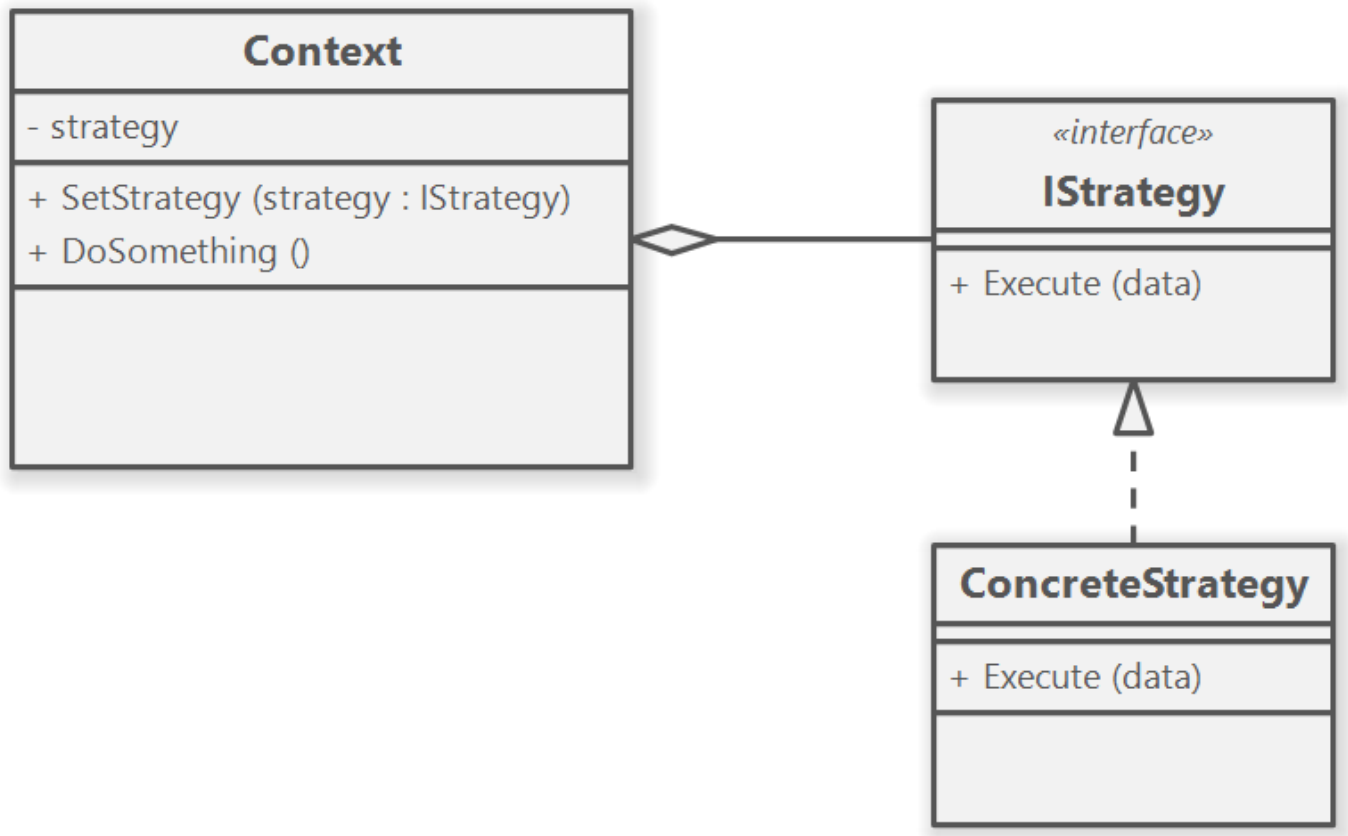 Context
- strategy
+ SetStrategy (strategy : IStrategy)
+ DoSomething ()
«interface»
IStrategy
+ Execute (data)
ConcreteStrategy
+ Execute (data)